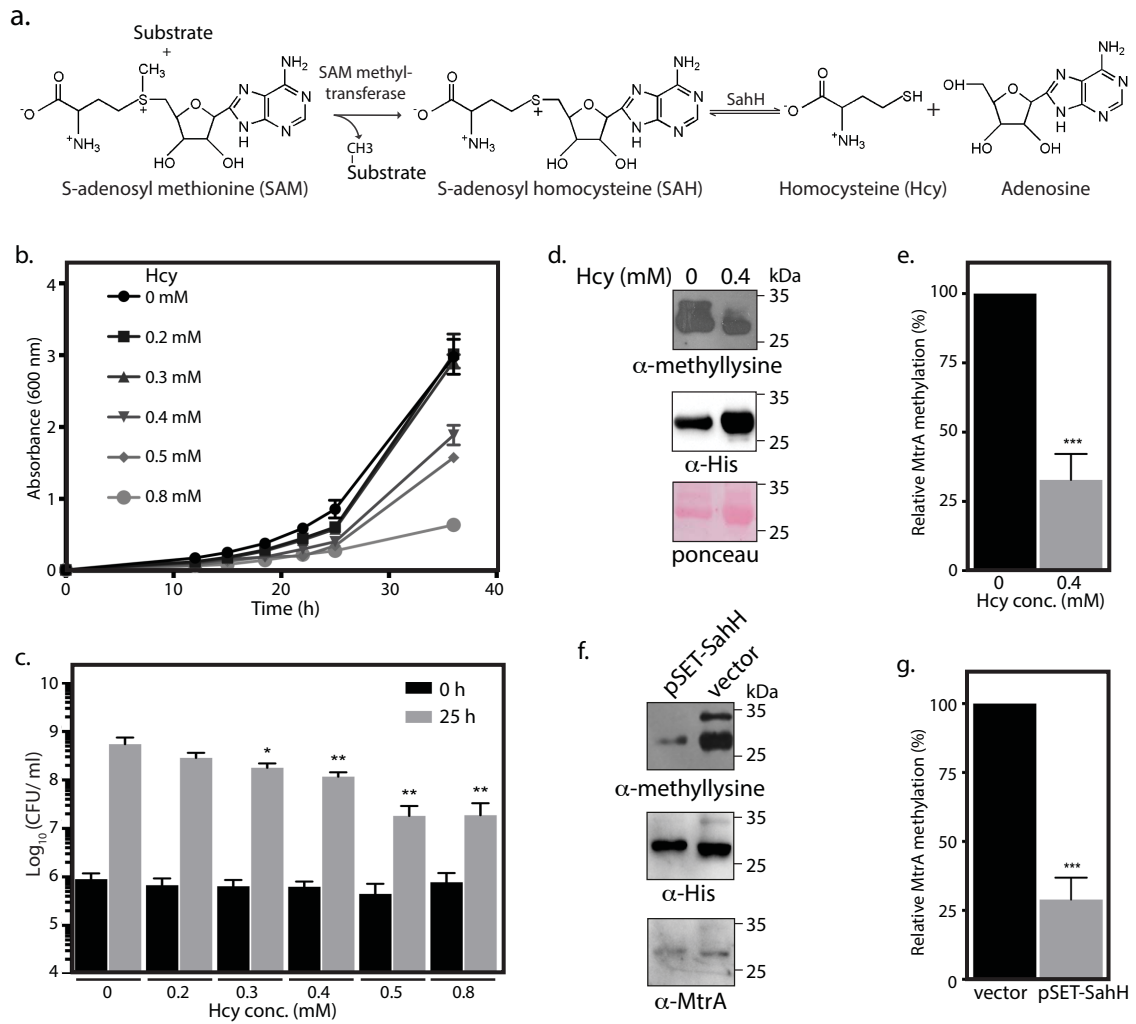 a.
Substrate
+
CH₃
NH₂
O
⁻O
S
+
O
N
N
N
H
N
⁺NH₃
HO
OH
SAM methyl-
transferase
CH3
Substrate
NH₂
O
⁻O
S
+
O
N
N
N
H
N
⁺NH₃
HO
OH
SahH
O
⁻O
SH
⁺NH₃
+
NH₂
OH
O
N
N
N
H
N
HO
OH
S-adenosyl methionine (SAM)
S-adenosyl homocysteine (SAH)
Homocysteine (Hcy)
Adenosine
b.
Hcy
0 mM
0.2 mM
0.3 mM
0.4 mM
0.5 mM
0.8 mM
Absorbance (600 nm)
4
3
2
1
0
0 10 20 30 40
Time (h)
c.
0 h
25 h
Log₁₀ (CFU/ ml)
10
9
8
7
6
5
4
* ** ** **
0 0.2 0.3 0.4 0.5 0.8
Hcy conc. (mM)
d.
Hcy (mM) 0 0.4 kDa
35
25
α-methyllysine
35
25
α-His
35
25
ponceau
e.
Relative MtrA methylation (%)
100
75
50
25
0
***
0 0.4
Hcy conc. (mM)
f.
pSET-SahH
vector
kDa
35
25
α-methyllysine
35
25
α-His
35
25
α-MtrA
g.
Relative MtrA methylation (%)
100
75
50
25
0
***
vector pSET-SahH